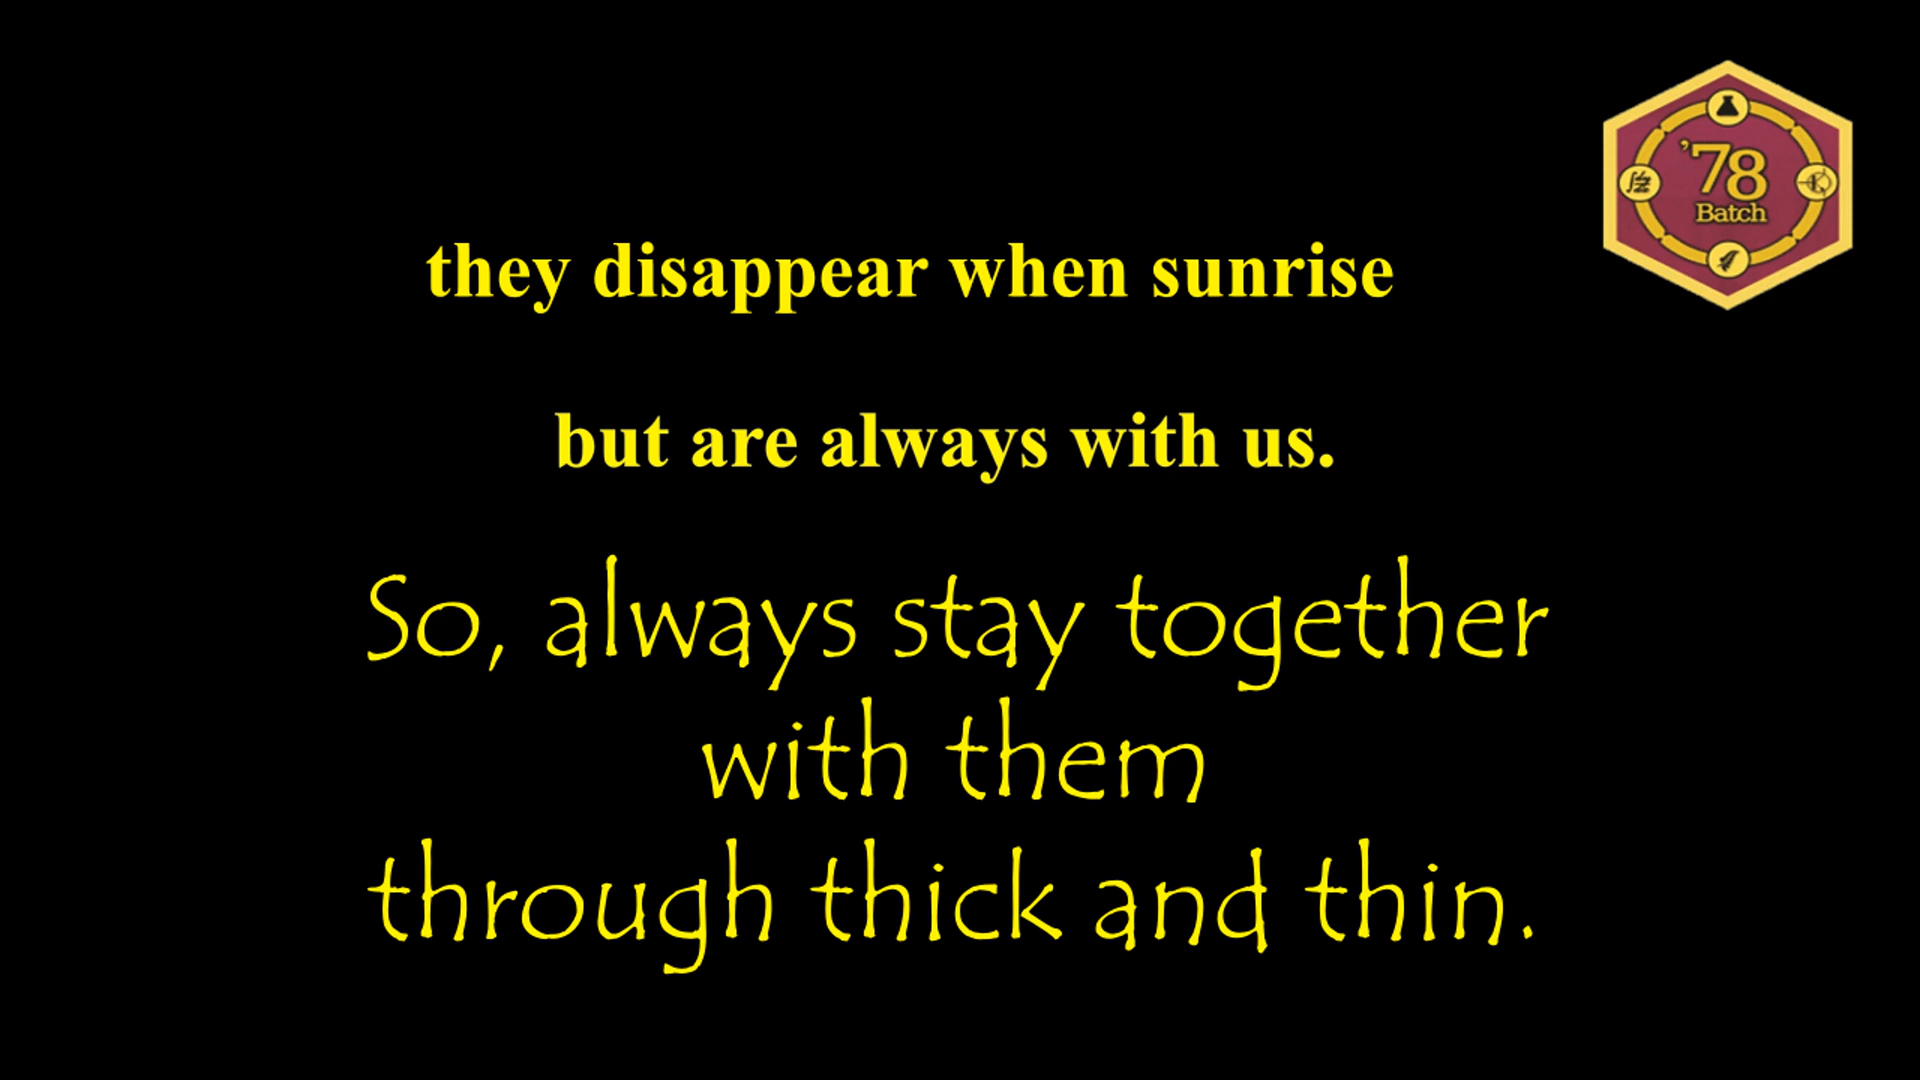 they disappear when sunrise
but are always with us.
So, always stay together
with them
through thick and thin.
'78
Batch